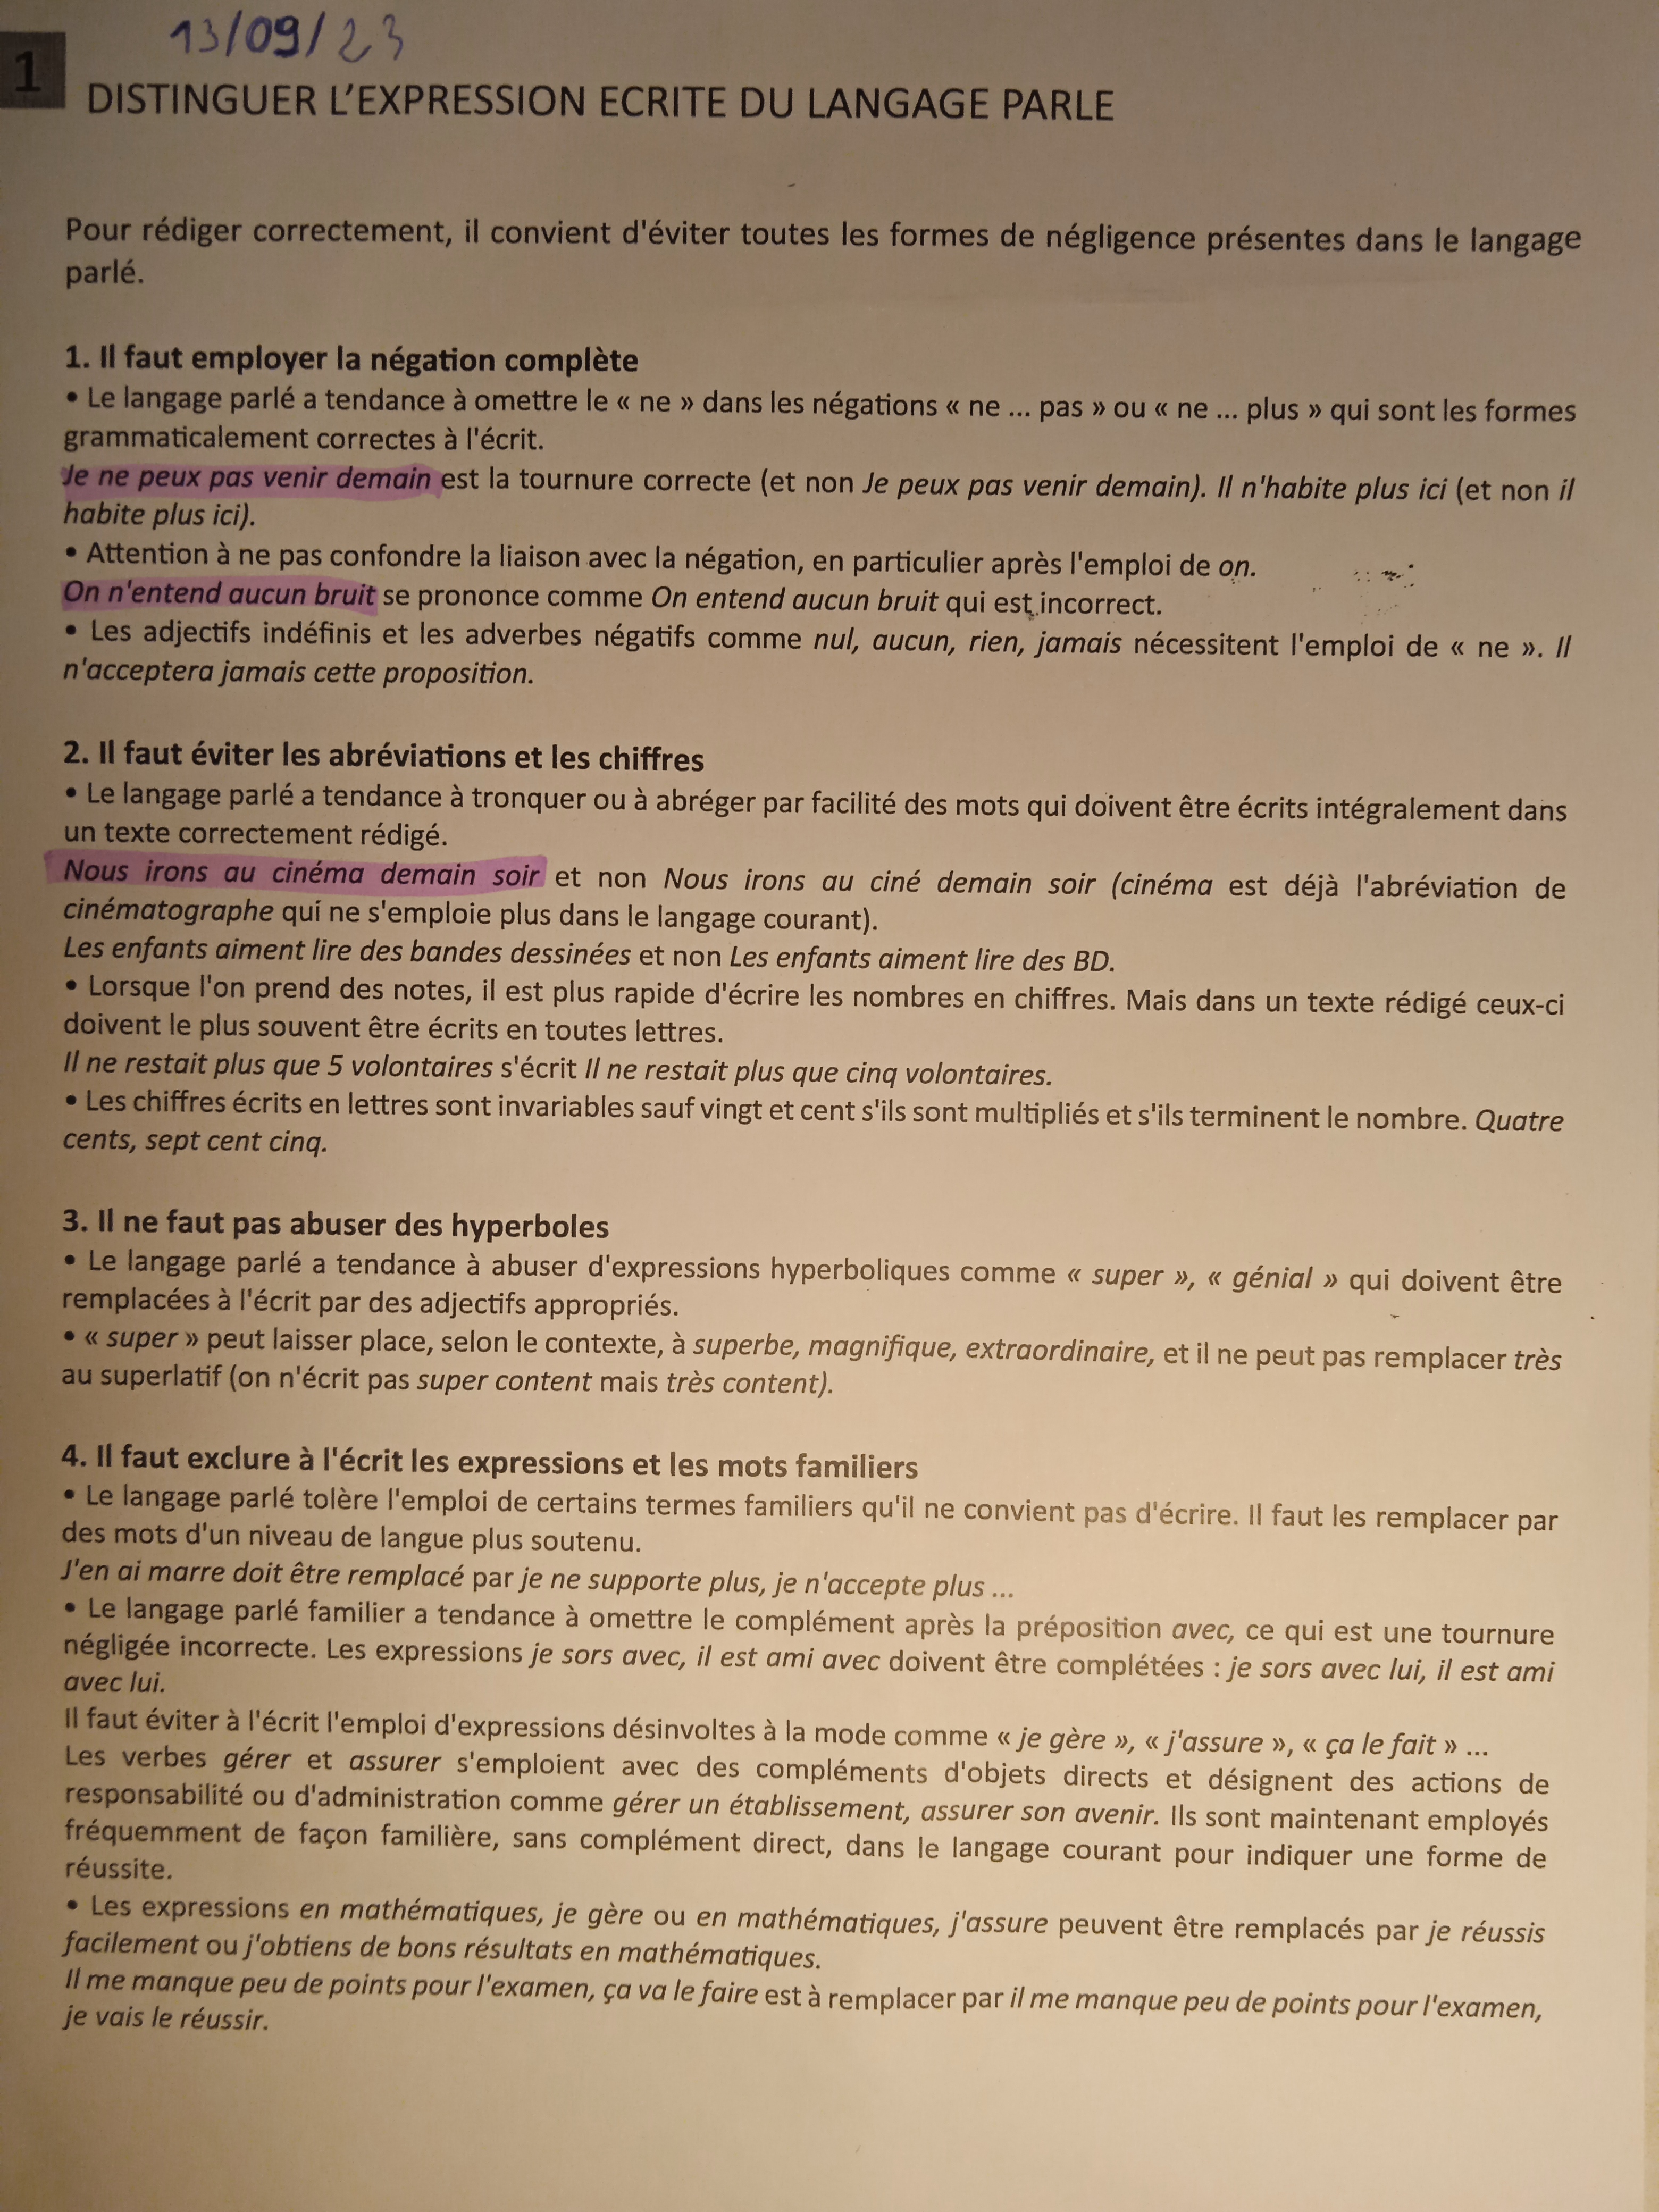 13/09/23
1
DISTINGUER L'EXPRESSION ECRITE DU LANGAGE PARLE
Pour rédiger correctement, il convient d'éviter toutes les formes de négligence présentes dans le langage
parlé.
1. Il faut employer la négation complète
• Le langage parlé a tendance à omettre le « ne » dans les négations « ne ... pas » ou « ne ... plus » qui sont les formes
grammaticalement correctes à l'écrit.
Je ne peux pas venir demain est la tournure correcte (et non Je peux pas venir demain). Il n'habite plus ici (et non il
habite plus ici).
• Attention à ne pas confondre la liaison avec la négation, en particulier après l'emploi de on.
On n'entend aucun bruit se prononce comme On entend aucun bruit qui est incorrect.
• Les adjectifs indéfinis et les adverbes négatifs comme nul, aucun, rien, jamais nécessitent l'emploi de « ne ». Il
n'acceptera jamais cette proposition.
2. Il faut éviter les abréviations et les chiffres
• Le langage parlé a tendance à tronquer ou à abréger par facilité des mots qui doivent être écrits intégralement dans
un texte correctement rédigé.
Nous irons au cinéma demain soir et non Nous irons au ciné demain soir (cinéma est déjà l'abréviation de
cinématographe qui ne s'emploie plus dans le langage courant).
Les enfants aiment lire des bandes dessinées et non Les enfants aiment lire des BD.
• Lorsque l'on prend des notes, il est plus rapide d'écrire les nombres en chiffres. Mais dans un texte rédigé ceux-ci
doivent le plus souvent être écrits en toutes lettres.
Il ne restait plus que 5 volontaires s'écrit Il ne restait plus que cinq volontaires.
• Les chiffres écrits en lettres sont invariables sauf vingt et cent s'ils sont multipliés et s'ils terminent le nombre. Quatre
cents, sept cent cinq.
3. Il ne faut pas abuser des hyperboles
• Le langage parlé a tendance à abuser d'expressions hyperboliques comme « super », « génial » qui doivent être
remplacées à l'écrit par des adjectifs appropriés.
• « super » peut laisser place, selon le contexte, à superbe, magnifique, extraordinaire, et il ne peut pas remplacer très
au superlatif (on n'écrit pas super content mais très content).
4. Il faut exclure à l'écrit les expressions et les mots familiers
• Le langage parlé tolère l'emploi de certains termes familiers qu'il ne convient pas d'écrire. Il faut les remplacer par
des mots d'un niveau de langue plus soutenu.
J'en ai marre doit être remplacé par je ne supporte plus, je n'accepte plus ...
• Le langage parlé familier a tendance à omettre le complément après la préposition avec, ce qui est une tournure
négligée incorrecte. Les expressions je sors avec, il est ami avec doivent être complétées : je sors avec lui, il est ami
avec lui.
Il faut éviter à l'écrit l'emploi d'expressions désinvoltes à la mode comme « je gère », « j'assure », « ça le fait » ...
Les verbes gérer et assurer s'emploient avec des compléments d'objets directs et désignent des actions de
responsabilité ou d'administration comme gérer un établissement, assurer son avenir. Ils sont maintenant employés
fréquemment de façon familière, sans complément direct, dans le langage courant pour indiquer une forme de
réussite.
• Les expressions en mathématiques, je gère ou en mathématiques, j'assure peuvent être remplacés par je réussis
facilement ou j'obtiens de bons résultats en mathématiques.
Il me manque peu de points pour l'examen, ça va le faire est à remplacer par il me manque peu de points pour l'examen,
je vais le réussir.